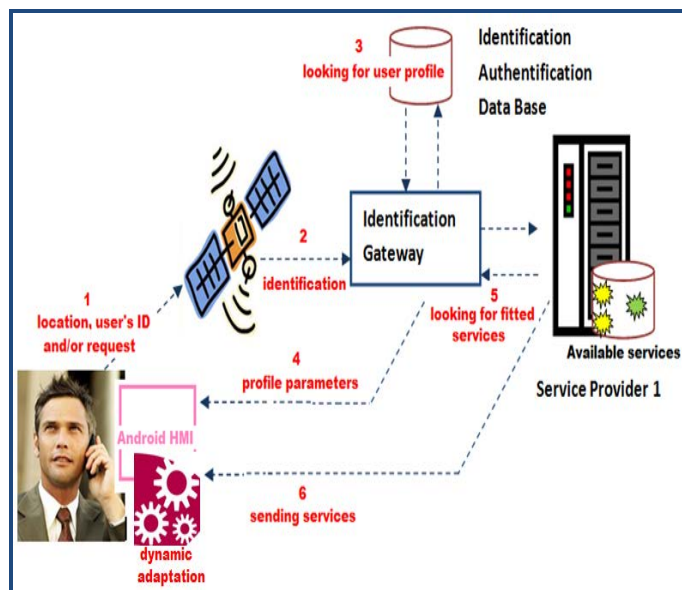 3
looking for user profile
Identification
Authentification
Data Base
Identification
Gateway
2
identification
1
location, user's ID
and/or request
5
looking for fitted
services
Available services
Service Provider 1
4
profile parameters
Android HMI
6
sending services
dynamic
adaptation